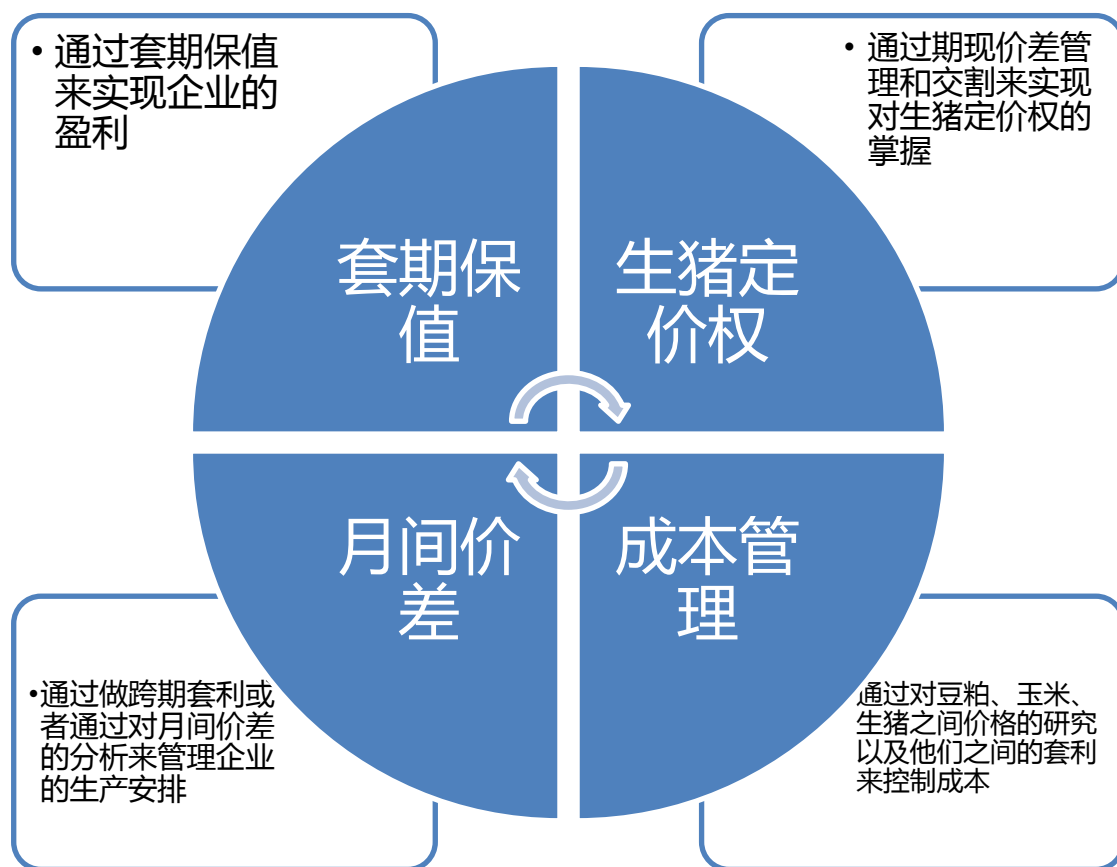 • 通过套期保值
来实现企业的
盈利
• 通过期现价差管
理和交割来实现
对生猪定价权的
掌握
套期保
值
生猪定
价权
月间价
差
成本管
理
•通过做跨期套利或
者通过对月间价差
的分析来管理企业
的生产安排
通过对豆粕、玉米、
生猪之间价格的研究
以及他们之间的套利
来控制成本